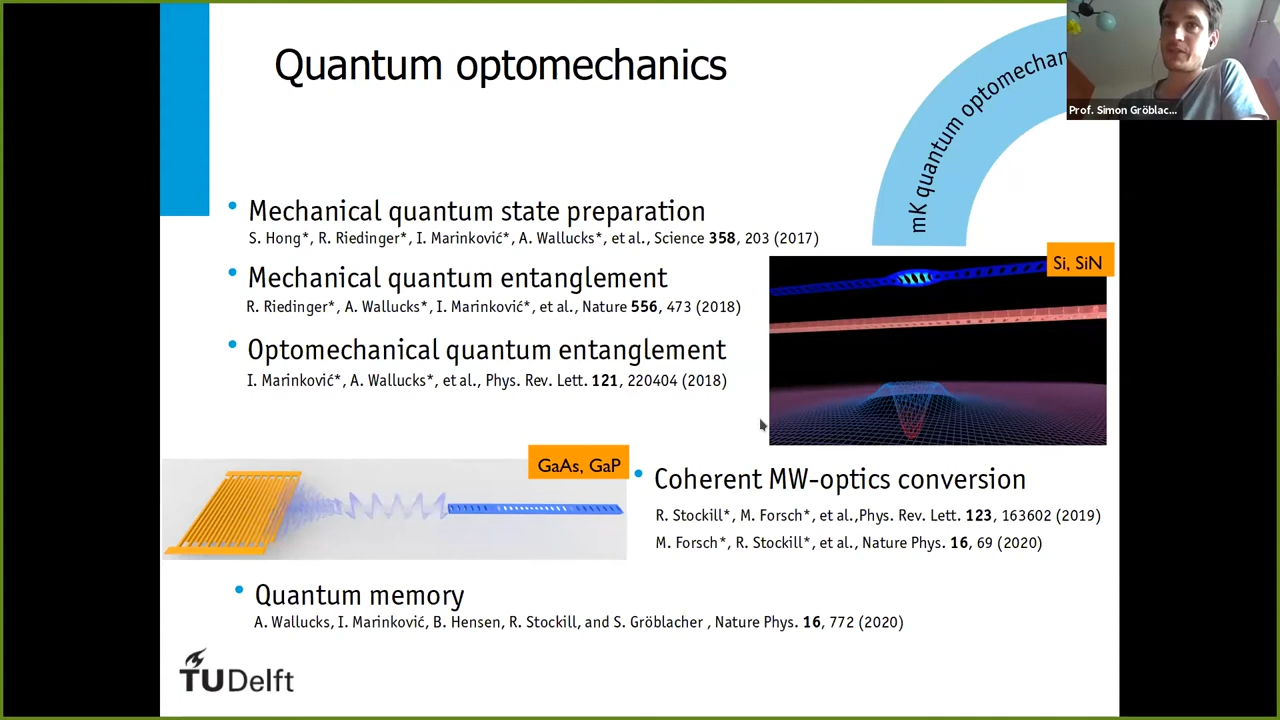 Quantum optomechanics
mK quantum optomechan
Prof. Simon Gröblac...
• Mechanical quantum state preparation
S. Hong*, R. Riedinger*, I. Marinković*, A. Wallucks*, et al., Science 358, 203 (2017)
• Mechanical quantum entanglement
R. Riedinger*, A. Wallucks*, I. Marinković*, et al., Nature 556, 473 (2018)
• Optomechanical quantum entanglement
I. Marinković*, A. Wallucks*, et al., Phys. Rev. Lett. 121, 220404 (2018)
Si, SiN
GaAs, GaP
• Coherent MW-optics conversion
R. Stockill*, M. Forsch*, et al.,Phys. Rev. Lett. 123, 163602 (2019)
M. Forsch*, R. Stockill*, et al., Nature Phys. 16, 69 (2020)
• Quantum memory
A. Wallucks, I. Marinković, B. Hensen, R. Stockill, and S. Gröblacher , Nature Phys. 16, 772 (2020)
TUDelft